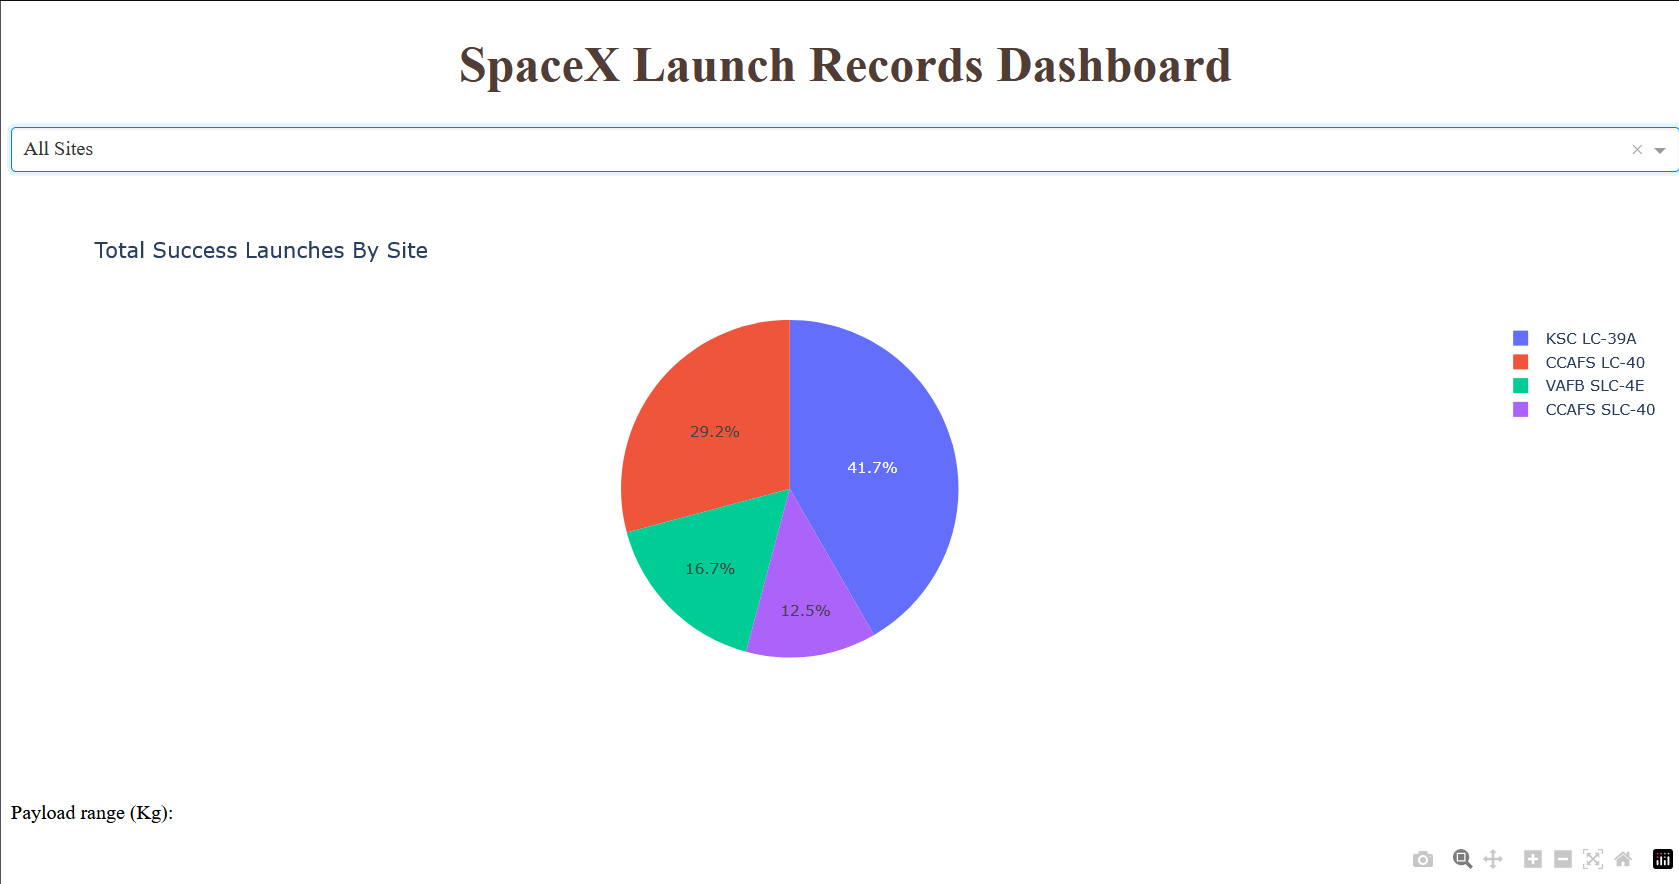 SpaceX Launch Records Dashboard
All Sites
Total Success Launches By Site
KSC LC-39A
CCAFS LC-40
VAFB SLC-4E
CCAFS SLC-40
29.2%
41.7%
16.7%
12.5%
Payload range (Kg):